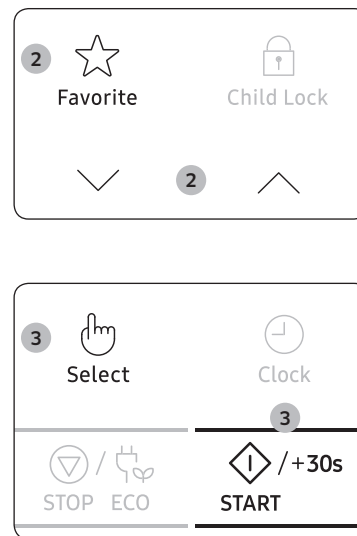 2
Favorite Child Lock
2
3
Select Clock
3
/ / +30s
STOP ECO START